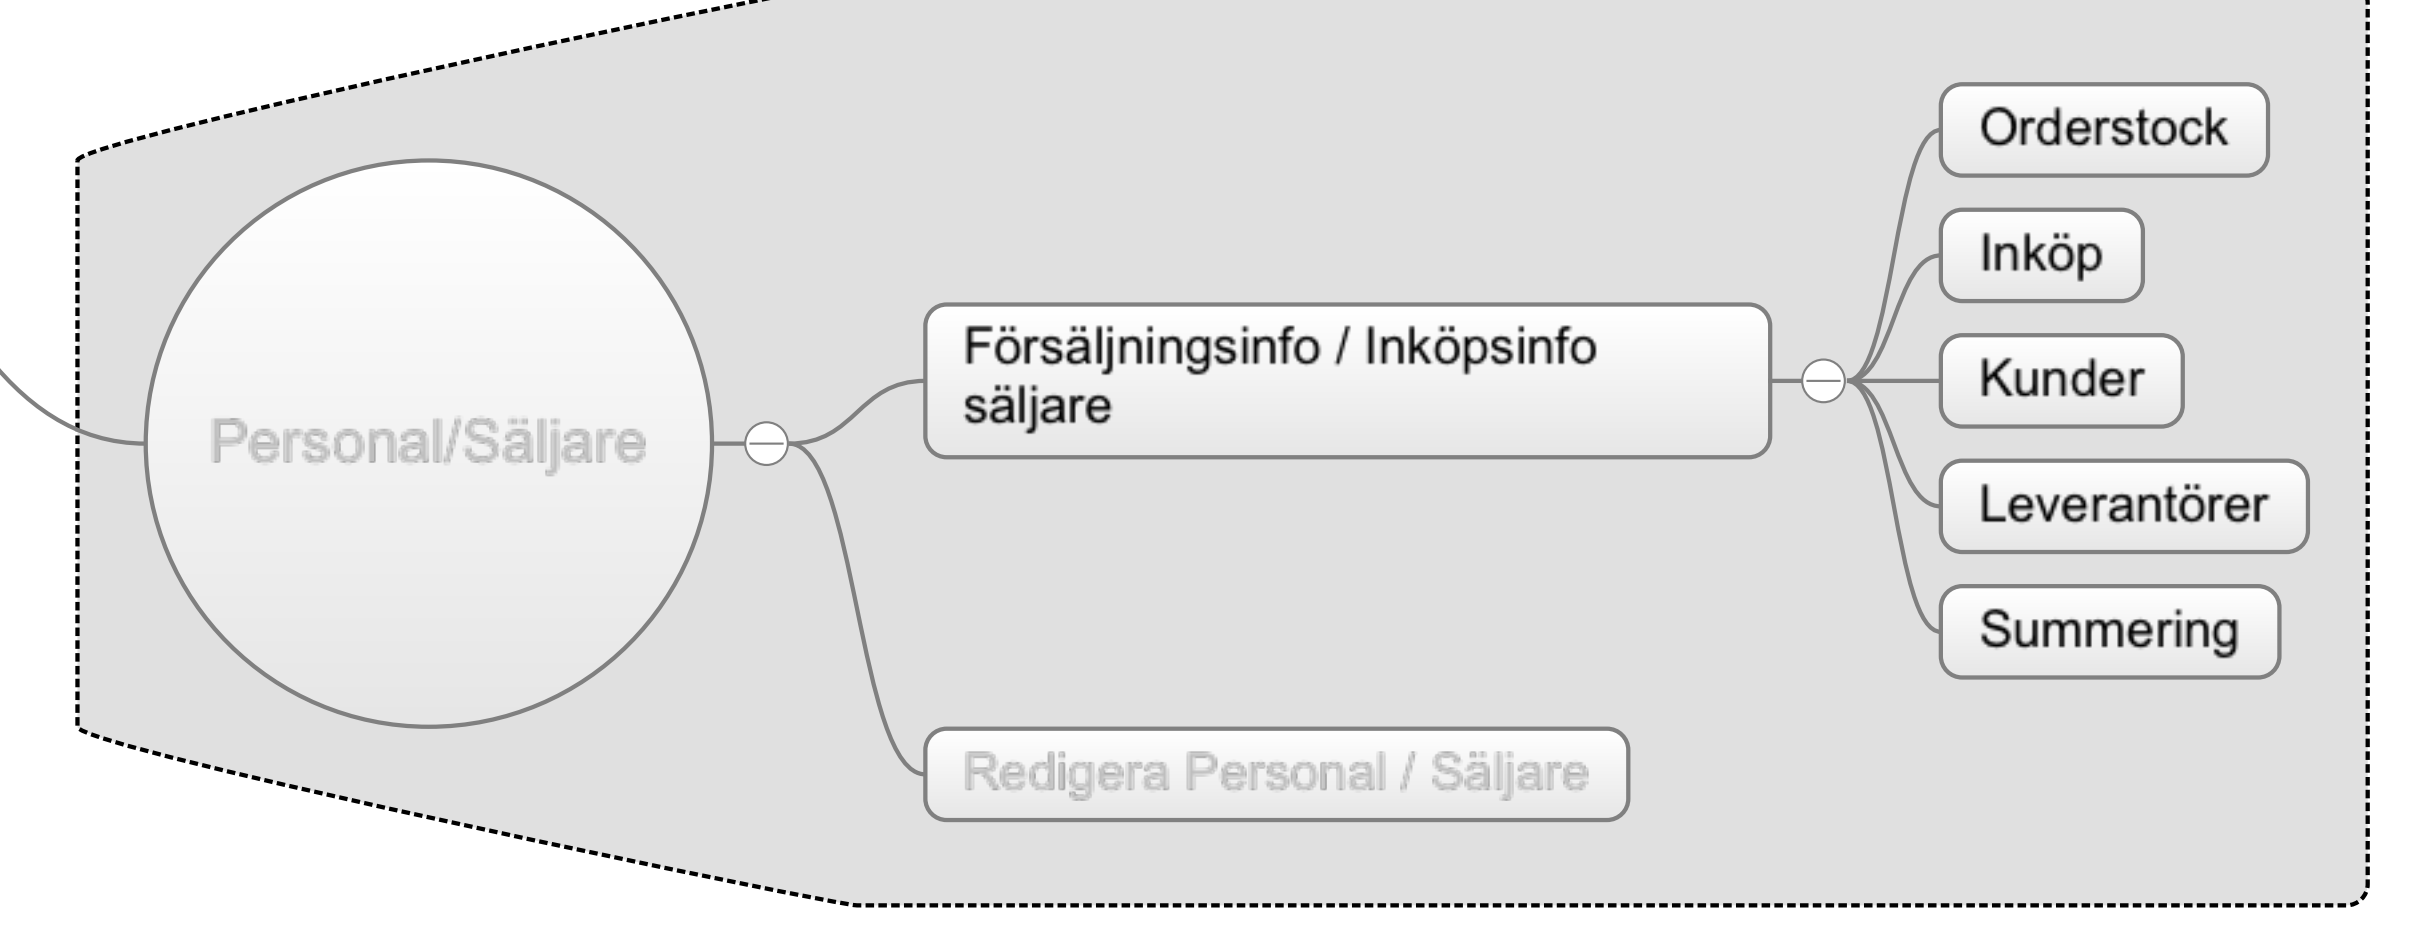 Personal/Säljare
Försäljningsinfo / Inköpsinfo
säljare
Redigera Personal / Säljare
Orderstock
Inköp
Kunder
Leverantörer
Summering